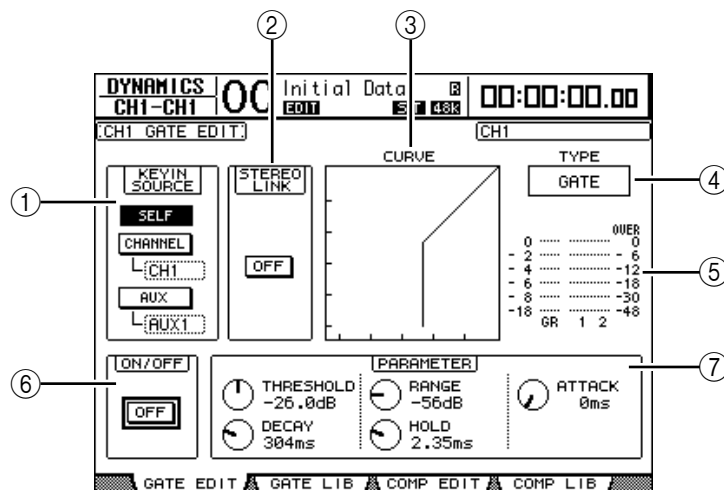 ② ③
DYNAMICS
CH1-CH1
00 Initial Data R
EDIT ST 48K
00:00:00.00
CH1 GATE EDIT
CH1
①
KEYIN SOURCE
SELF
CHANNEL
CH1
AUX
AUX1
STEREO LINK
OFF
CURVE
TYPE
GATE
④
OVER
0 0
-2 -6
-4 -12
-6 -18
-8 -30
-18 -48
GR 1 2
⑤
⑥
ON/OFF
OFF
PARAMETER
⑦
THRESHOLD
-26.0dB
RANGE
-56dB
ATTACK
0ms
DECAY
304ms
HOLD
2.35ms
GATE EDIT GATE LIB COMP EDIT COMP LIB